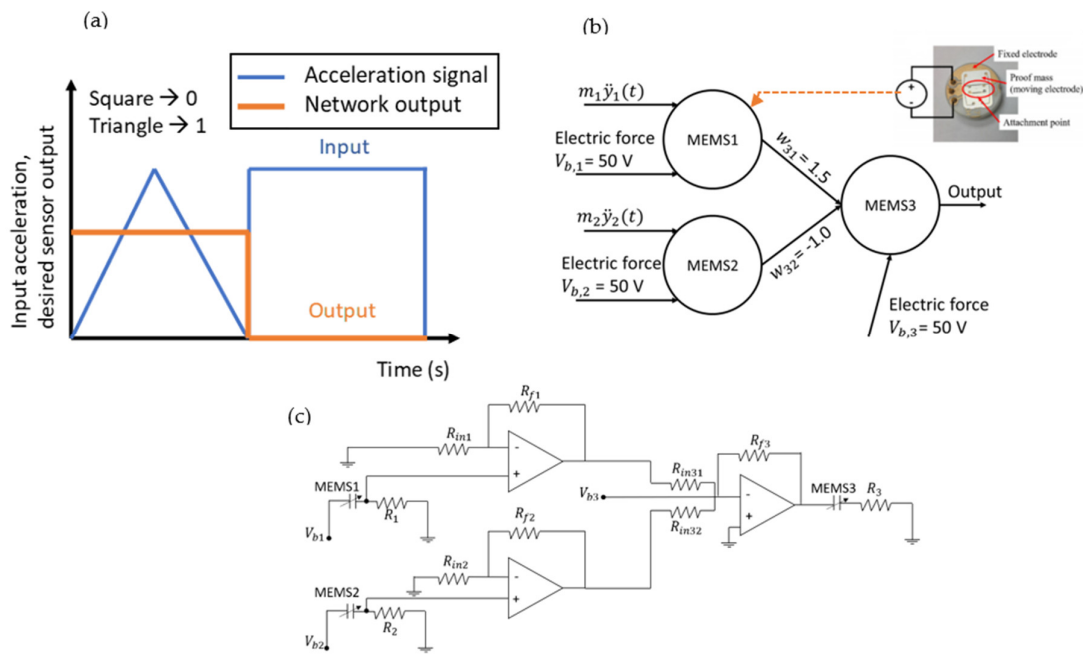 (a)
Acceleration signal
Network output
Square → 0
Triangle → 1
Input
Output
Input acceleration,
desired sensor output
Time (s)
(b)
Fixed electrode
Proof mass
(moving electrode)
Attachment point
+
-
m₁ÿ₁(t)
Electric force
V_b,1 = 50 V
MEMS1
w₃₁ = 1.5
m₂ÿ₂(t)
Electric force
V_b,2 = 50 V
MEMS2
w₃₂ = -1.0
MEMS3
Output
Electric force
V_b,3 = 50 V
(c)
R_f1
R_in1
-
+
MEMS1
R_1
V_b1
R_f2
R_in2
-
+
MEMS2
R_2
V_b2
R_in31
R_in32
V_b3
R_f3
-
+
MEMS3
R_3